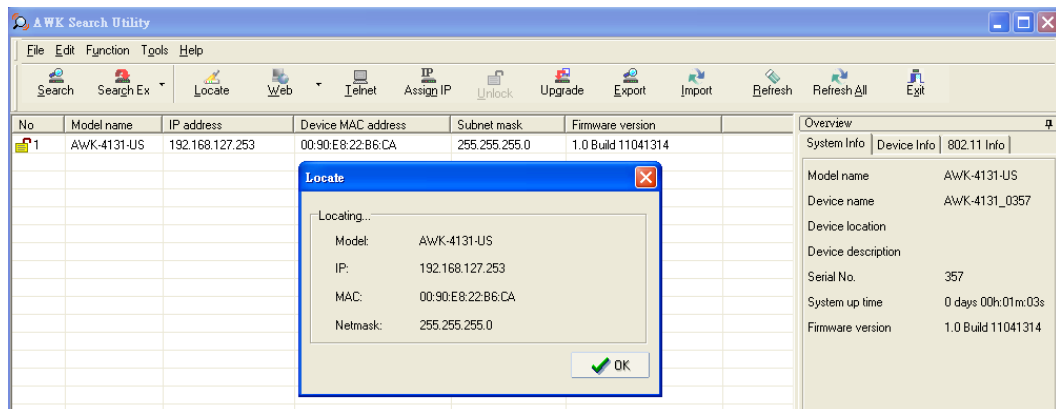 AWK Search Utility
File Edit Function Tools Help
Search Search Ex Locate Web Telnet Assign IP Unlock Upgrade Export Import Refresh Refresh All Exit
IP
No Model name IP address Device MAC address Subnet mask Firmware version
1 AWK-4131-US 192.168.127.253 00:90:E8:22:B6:CA 255.255.255.0 1.0 Build 11041314
Locate
Locating...
Model: AWK-4131-US
IP: 192.168.127.253
MAC: 00:90:E8:22:B6:CA
Netmask: 255.255.255.0
OK
Overview
System Info Device Info 802.11 Info
Model name AWK-4131-US
Device name AWK-4131_0357
Device location
Device description
Serial No. 357
System up time 0 days 00h:01m:03s
Firmware version 1.0 Build 11041314